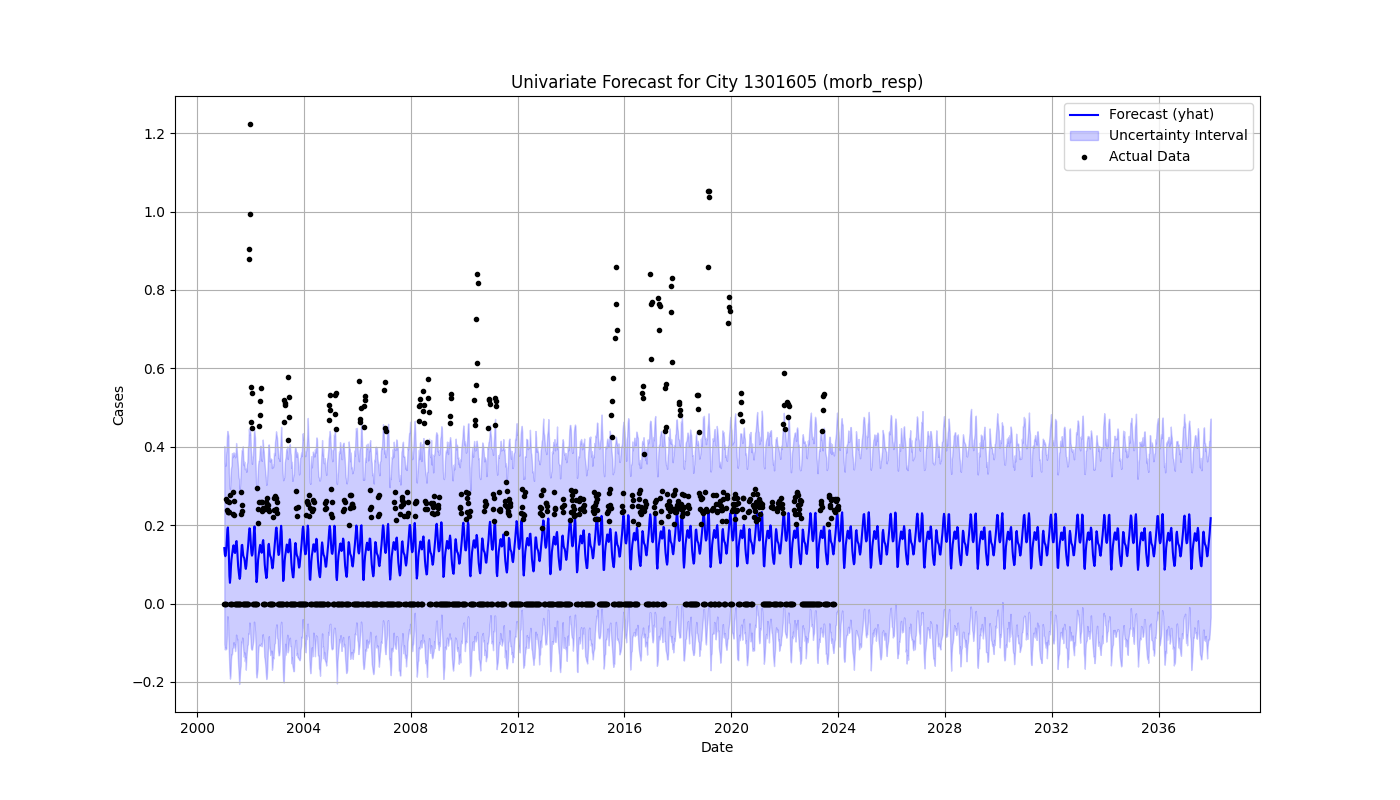 Univariate Forecast for City 1301605 (morb_resp)
Forecast (yhat)
Uncertainty Interval
Actual Data
Cases
1.2
1.0
0.8
0.6
0.4
0.2
0.0
−0.2
2000 2004 2008 2012 2016 2020 2024 2028 2032 2036
Date